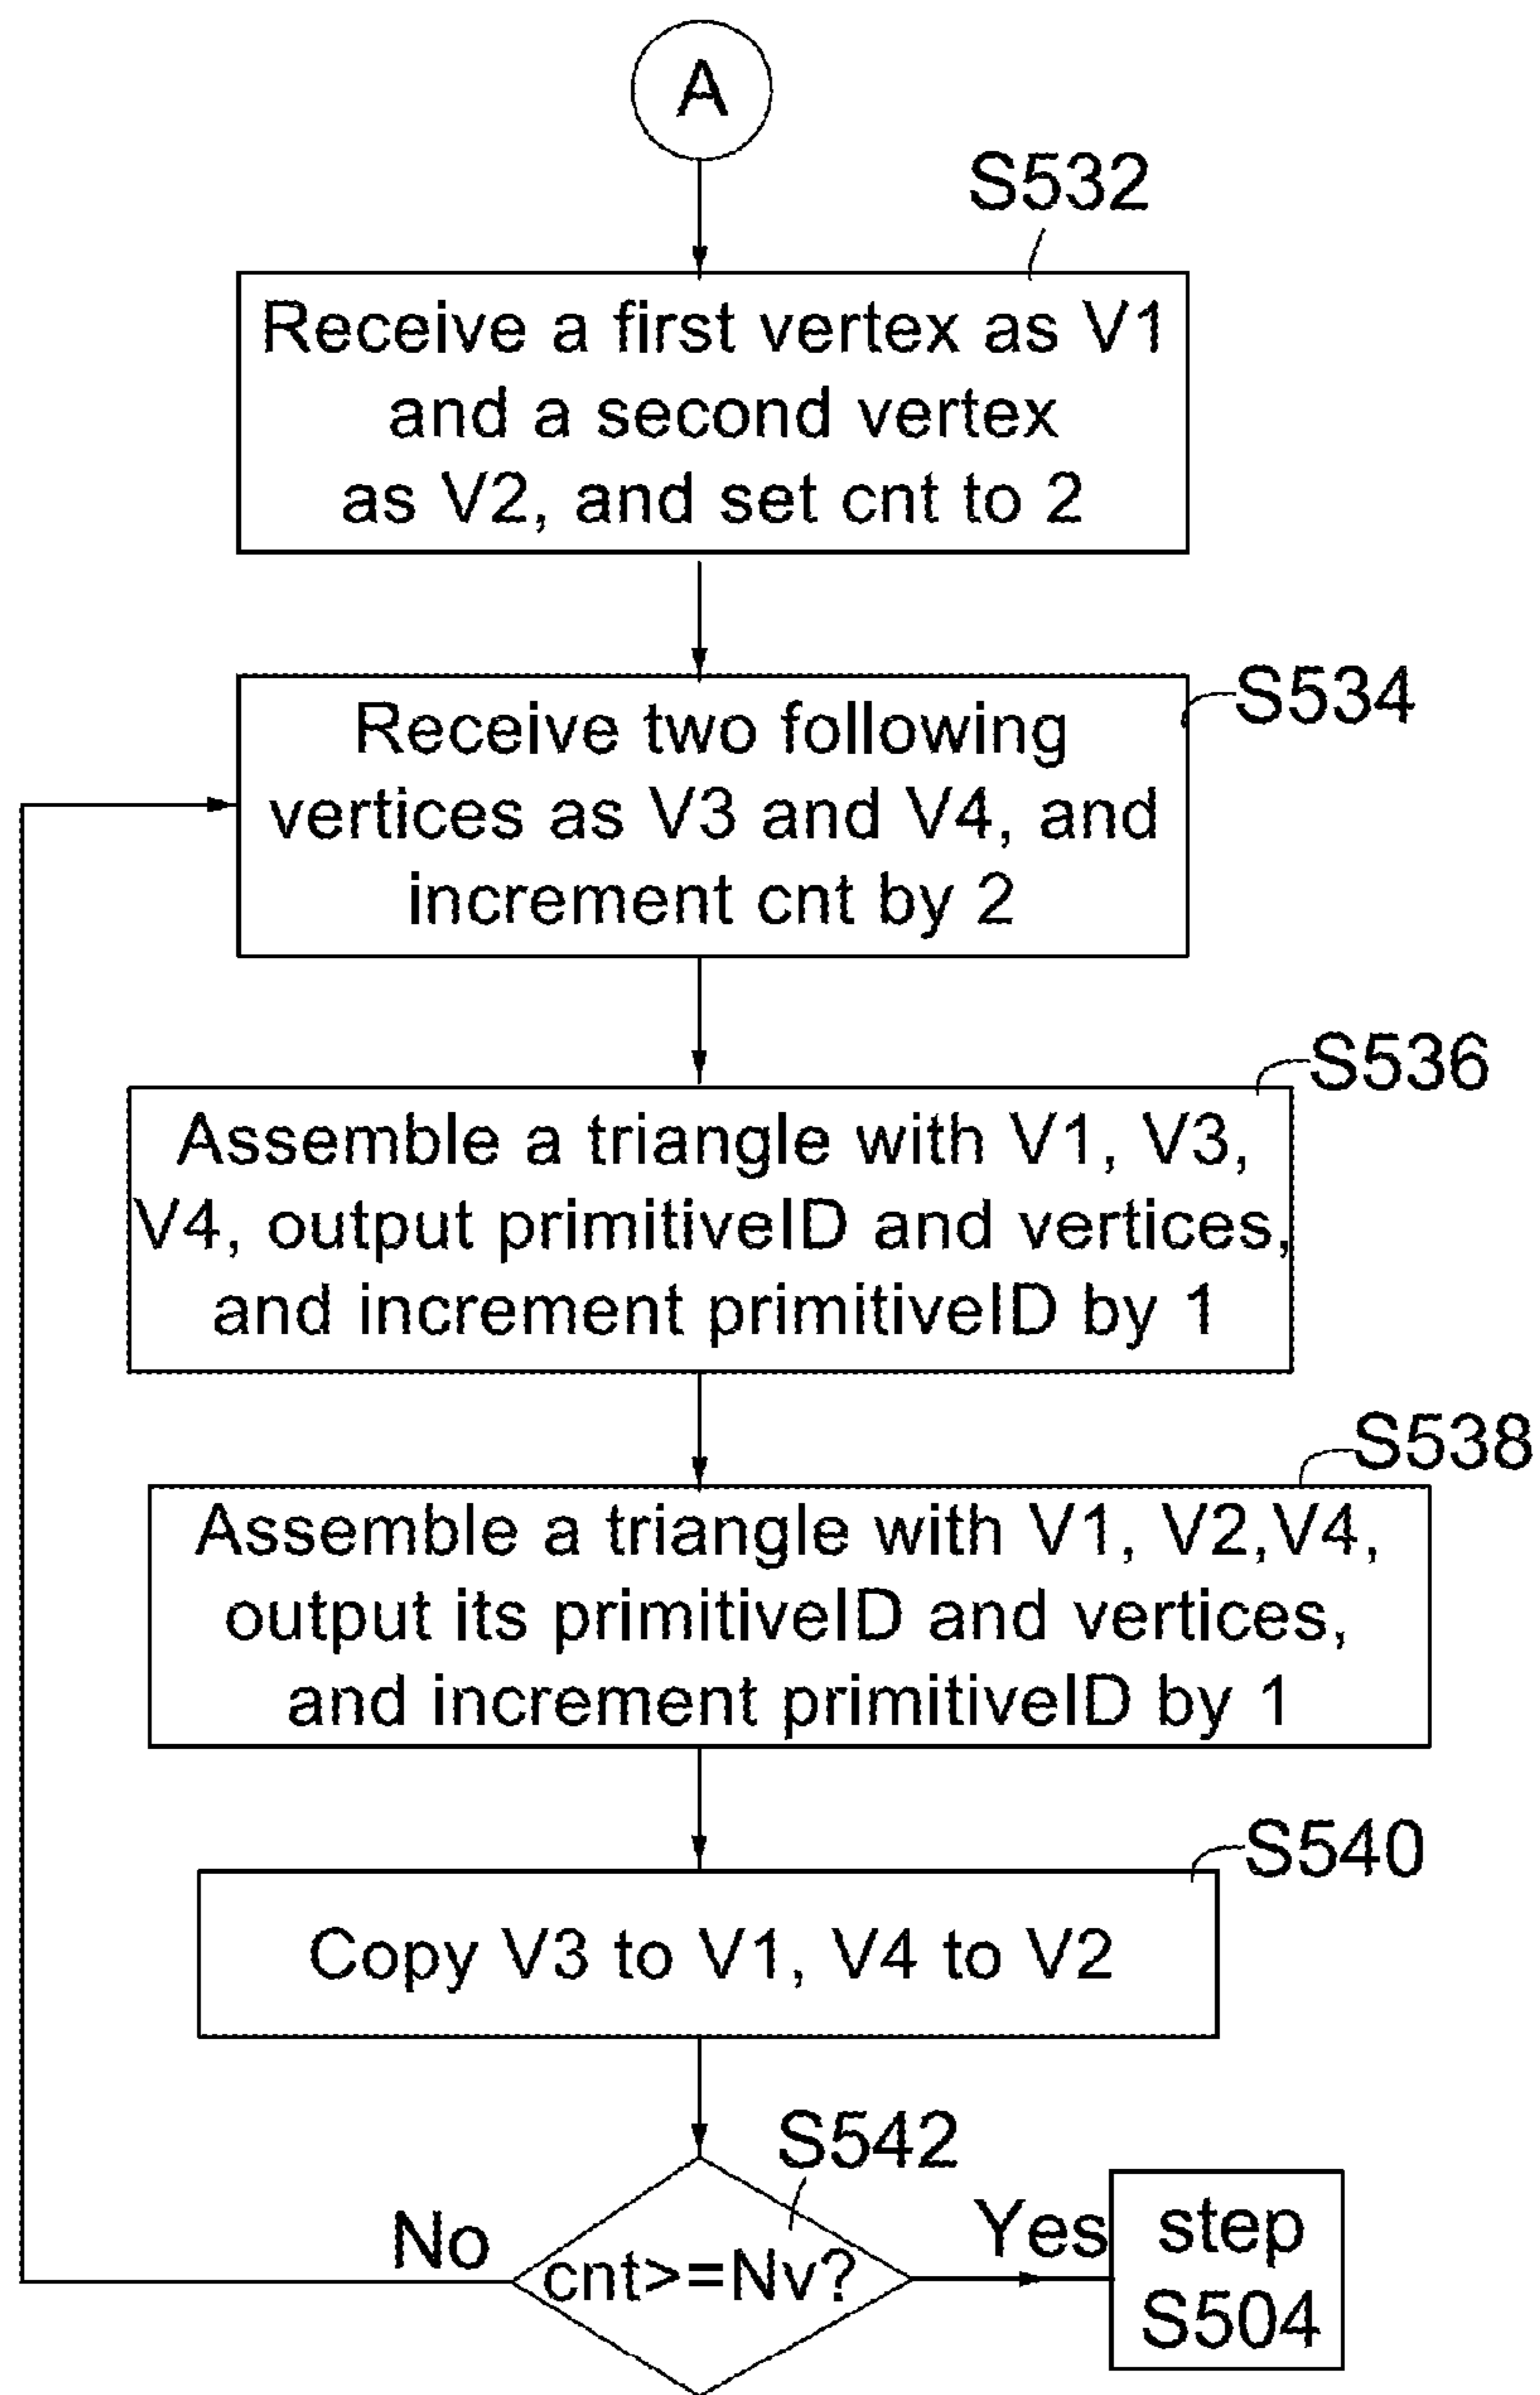 A
S532
Receive a first vertex as V1
and a second vertex
as V2, and set cnt to 2
S534
Receive two following
vertices as V3 and V4, and
increment cnt by 2
S536
Assemble a triangle with V1, V3,
V4, output primitiveID and vertices,
and increment primitiveID by 1
S538
Assemble a triangle with V1, V2,V4,
output its primitiveID and vertices,
and increment primitiveID by 1
S540
Copy V3 to V1, V4 to V2
S542
No
cnt>=Nv?
Yes
step
S504